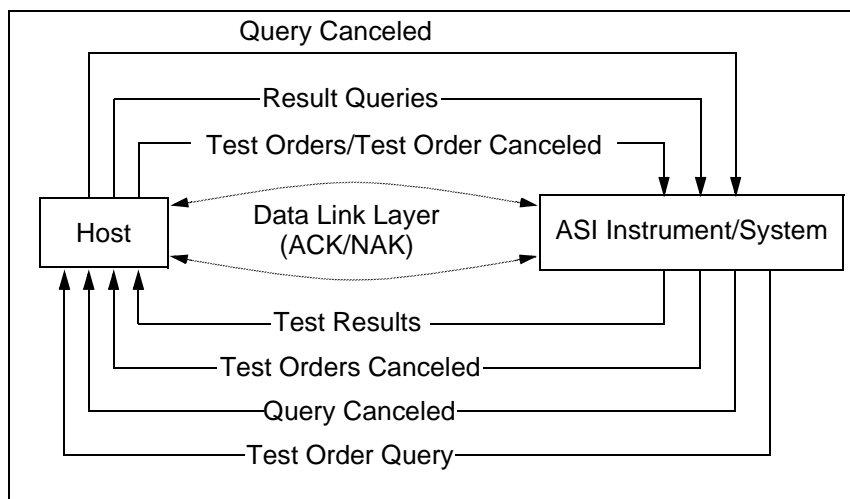 Query Canceled
Result Queries
Test Orders/Test Order Canceled
Host
Data Link Layer
(ACK/NAK)
ASI Instrument/System
Test Results
Test Orders Canceled
Query Canceled
Test Order Query